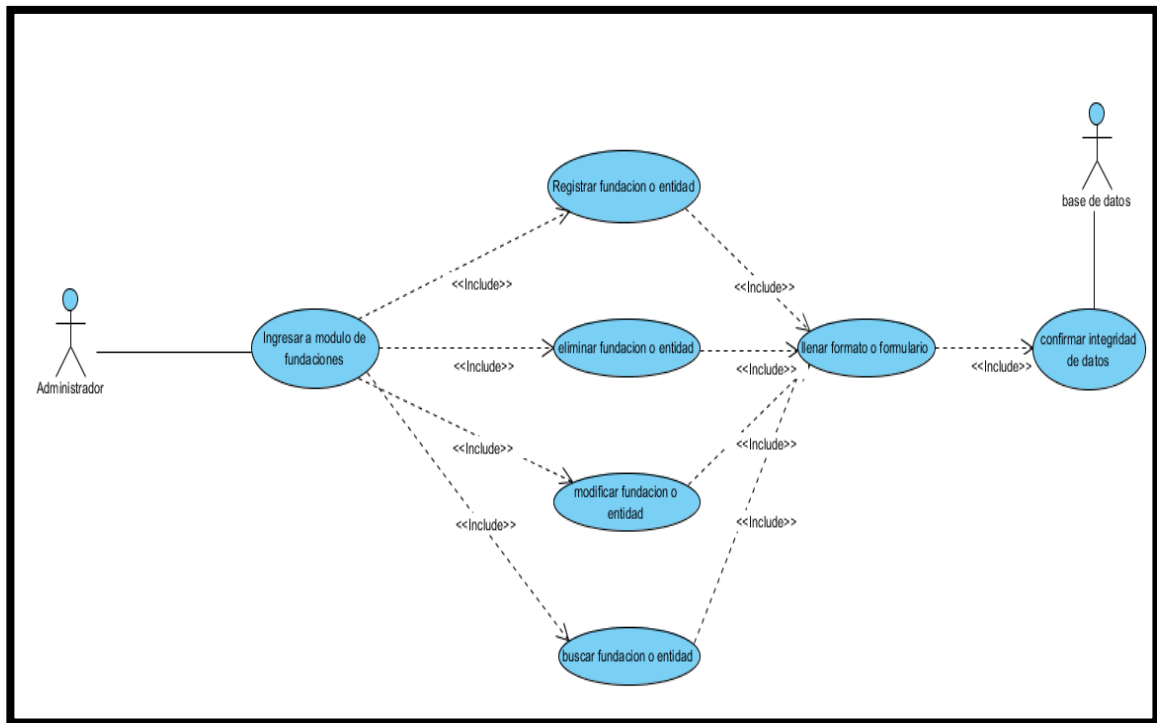 Registrar fundacion o entidad
base de datos
<<Include>>
<<Include>>
Ingresar a modulo de
fundaciones
eliminar fundacion o entidad
llenar formato o formulario
confirmar integridad
de datos
<<Include>>
<<Include>>
<<Include>>
Administrador
<<Include>>
<<Include>>
modificar fundacion o
entidad
<<Include>>
<<Include>>
buscar fundacion o entidad